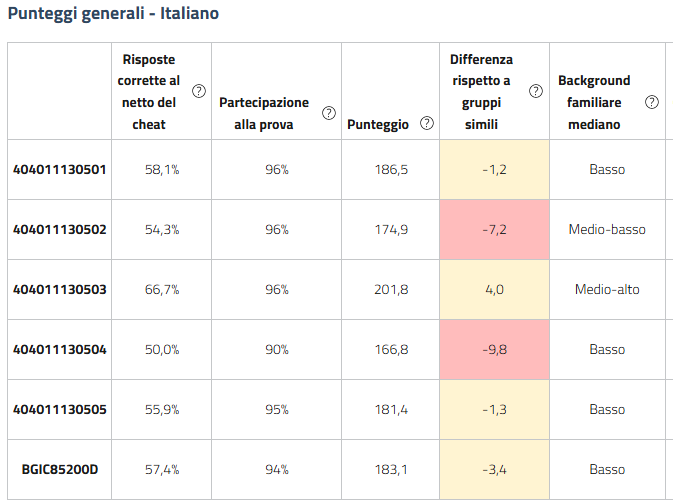 Punteggi generali - Italiano
Risposte corrette al netto del cheat ? Partecipazione alla prova ? Punteggio ? Differenza rispetto a gruppi simili ? Background familiare mediano ?
404011130501 58,1% 96% 186,5 -1,2 Basso
404011130502 54,3% 96% 174,9 -7,2 Medio-basso
404011130503 66,7% 96% 201,8 4,0 Medio-alto
404011130504 50,0% 90% 166,8 -9,8 Basso
404011130505 55,9% 95% 181,4 -1,3 Basso
BGIC85200D 57,4% 94% 183,1 -3,4 Basso